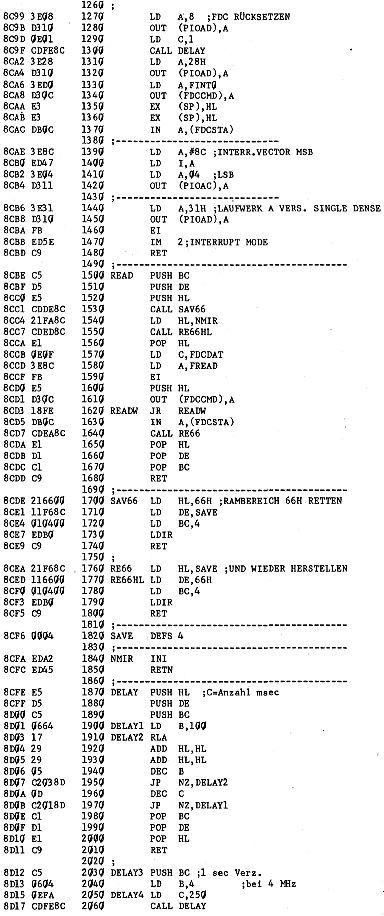 1260 ;
8C99 3E08 1270 LD A,8 ;FDC RÜCKSETZEN
8C9B D310 1280 OUT (PIOAD),A
8C9D 0E01 1290 LD C,1
8C9F CDFE8C 1300 CALL DELAY
8CA2 3E28 1310 LD A,28H
8CA4 D310 1320 OUT (PIOAD),A
8CA6 3ED0 1330 LD A,FINT0
8CA8 D30C 1340 OUT (FDCCMD),A
8CAA E3 1350 EX (SP),HL
8CAB E3 1360 EX (SP),HL
8CAC DB0C 1370 IN A,(FDCSTA)
1380 ;---------------------------
8CAE 3E8C 1390 LD A,#8C ;INTERR.VECTOR MSB
8CB0 ED47 1400 LD I,A
8CB2 3E04 1410 LD A,04 ;LSB
8CB4 D311 1420 OUT (PIOAC),A
1430 ;---------------------------
8CB6 3E31 1440 LD A,31H ;LAUFWERK A VERS. SINGLE DENSE
8CB8 D310 1450 OUT (PIOAD),A
8CBA FB 1460 EI
8CBB ED5E 1470 IM 2;INTERRUPT MODE
8CBD C9 1480 RET
1490 ;---------------------------------------
8CBE C5 1500 READ PUSH BC
8CBF D5 1510 PUSH DE
8CC0 E5 1520 PUSH HL
8CC1 CDDE8C 1530 CALL SAV66
8CC4 21FA8C 1540 LD HL,NMIR
8CC7 CDED8C 1550 CALL RE66HL
8CCA E1 1560 POP HL
8CCB 0E0F 1570 LD C,FDCDAT
8CCD 3E8C 1580 LD A,FREAD
8CCF FB 1590 EI
8CD0 E5 1600 PUSH HL
8CD1 D30C 1610 OUT (FDCCMD),A
8CD3 18FE 1620 READW JR READW
8CD5 DB0C 1630 IN A,(FDCSTA)
8CD7 CDEA8C 1640 CALL RE66
8CDA E1 1650 POP HL
8CDB D1 1660 POP DE
8CDC C1 1670 POP BC
8CDD C9 1680 RET
1690 ;---------------------------------------
8CDE 216600 1700 SAV66 LD HL,66H ;RAMBEREICH 66H RETTEN
8CE1 11F68C 1710 LD DE,SAVE
8CE4 010400 1720 LD BC,4
8CE7 EDB0 1730 LDIR
8CE9 C9 1740 RET
1750 ;
8CEA 21F68C 1760 RE66 LD HL,SAVE ;UND WIEDER HERSTELLEN
8CED 116600 1770 RE66HL LD DE,66H
8CF0 010400 1780 LD BC,4
8CF3 EDB0 1790 LDIR
8CF5 C9 1800 RET
1810 ;---------------------------------------
8CF6 0004 1820 SAVE DEFS 4
1830 ;---------------------------------------
8CFA EDA2 1840 NMIR INI
8CFC ED45 1850 RETN
1860 ;---------------------------------------
8CFE E5 1870 DELAY PUSH HL ;C=Anzahl msec
8CFF D5 1880 PUSH DE
8D00 C5 1890 PUSH BC
8D01 0664 1900 DELAY1 LD B,100
8D03 17 1910 DELAY2 RLA
8D04 29 1920 ADD HL,HL
8D05 29 1930 ADD HL,HL
8D06 05 1940 DEC B
8D07 C2038D 1950 JP NZ,DELAY2
8D0A 0D 1960 DEC C
8D0B C2018D 1970 JP NZ,DELAY1
8D0E C1 1980 POP BC
8D0F D1 1990 POP DE
8D10 E1 2000 POP HL
8D11 C9 2010 RET
2020 ;
8D12 C5 2030 DELAY3 PUSH BC ;1 sec Verz.
8D13 0604 2040 LD B,4 ;bei 4 MHz
8D15 0EFA 2050 DELAY4 LD C,250
8D17 CDFE8C 2060 CALL DELAY